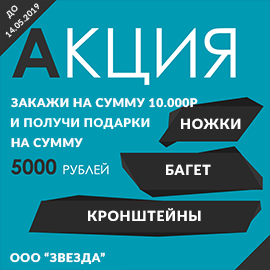 ДО
14.05.2019
АКЦИЯ
ЗАКАЖИ НА СУММУ 10.000Р
И ПОЛУЧИ ПОДАРКИ
НА СУММУ
5000 РУБЛЕЙ
НОЖКИ
БАГЕТ
КРОНШТЕЙНЫ
ООО “ЗВЕЗДА”